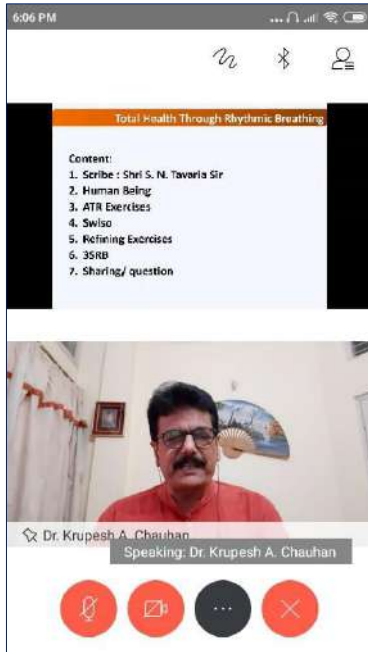 6:06 PM
Total Health Through Rhythmic Breathing
Content:
1. Scribe : Shri S. N. Tavaria Sir
2. Human Being
3. ATR Exercises
4. Swiso
5. Refining Exercises
6. 3SRB
7. Sharing/ question
Dr. Krupesh A. Chauhan
Speaking: Dr. Krupesh A. Chauhan